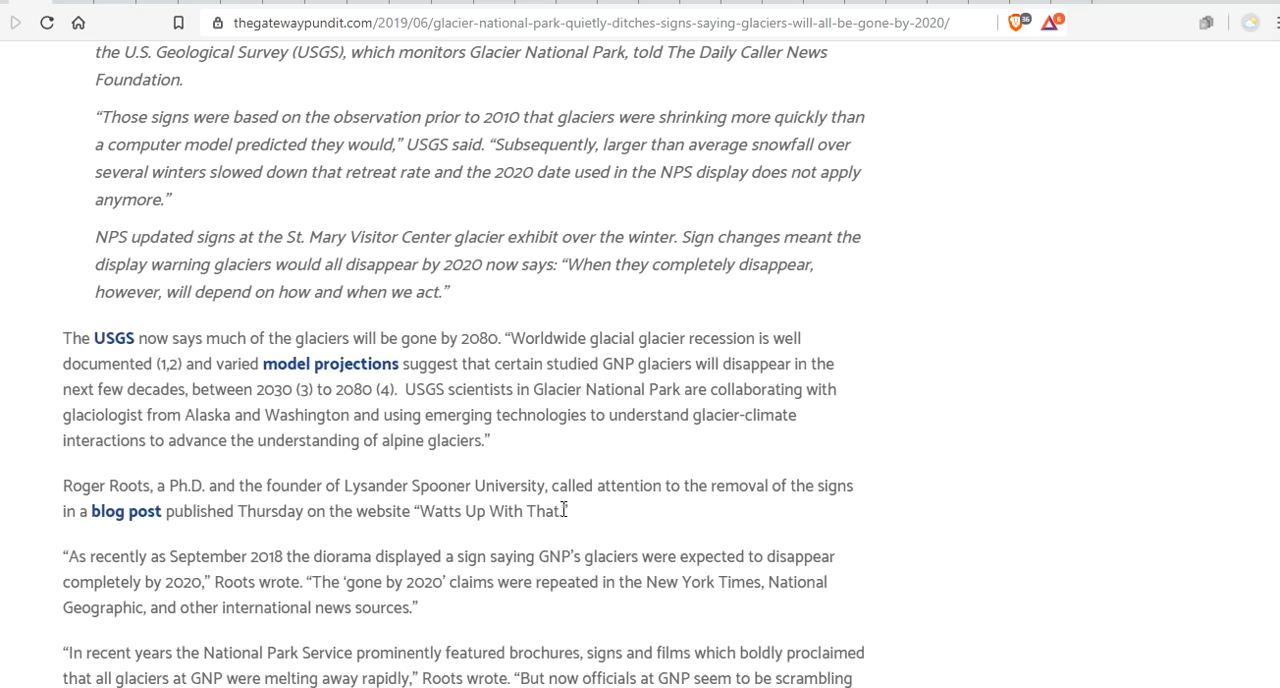 thegatewaypundit.com/2019/06/glacier-national-park-quietly-ditches-signs-saying-glaciers-will-all-be-gone-by-2020/
36
6
the U.S. Geological Survey (USGS), which monitors Glacier National Park, told The Daily Caller News
Foundation.
“Those signs were based on the observation prior to 2010 that glaciers were shrinking more quickly than
a computer model predicted they would,” USGS said. “Subsequently, larger than average snowfall over
several winters slowed down that retreat rate and the 2020 date used in the NPS display does not apply
anymore.”
NPS updated signs at the St. Mary Visitor Center glacier exhibit over the winter. Sign changes meant the
display warning glaciers would all disappear by 2020 now says: “When they completely disappear,
however, will depend on how and when we act.”
The USGS now says much of the glaciers will be gone by 2080. “Worldwide glacial glacier recession is well
documented (1,2) and varied model projections suggest that certain studied GNP glaciers will disappear in the
next few decades, between 2030 (3) to 2080 (4). USGS scientists in Glacier National Park are collaborating with
glaciologist from Alaska and Washington and using emerging technologies to understand glacier-climate
interactions to advance the understanding of alpine glaciers.”
Roger Roots, a Ph.D. and the founder of Lysander Spooner University, called attention to the removal of the signs
in a blog post published Thursday on the website “Watts Up With That.
“As recently as September 2018 the diorama displayed a sign saying GNP’s glaciers were expected to disappear
completely by 2020,” Roots wrote. “The ‘gone by 2020’ claims were repeated in the New York Times, National
Geographic, and other international news sources.”
“In recent years the National Park Service prominently featured brochures, signs and films which boldly proclaimed
that all glaciers at GNP were melting away rapidly,” Roots wrote. “But now officials at GNP seem to be scrambling